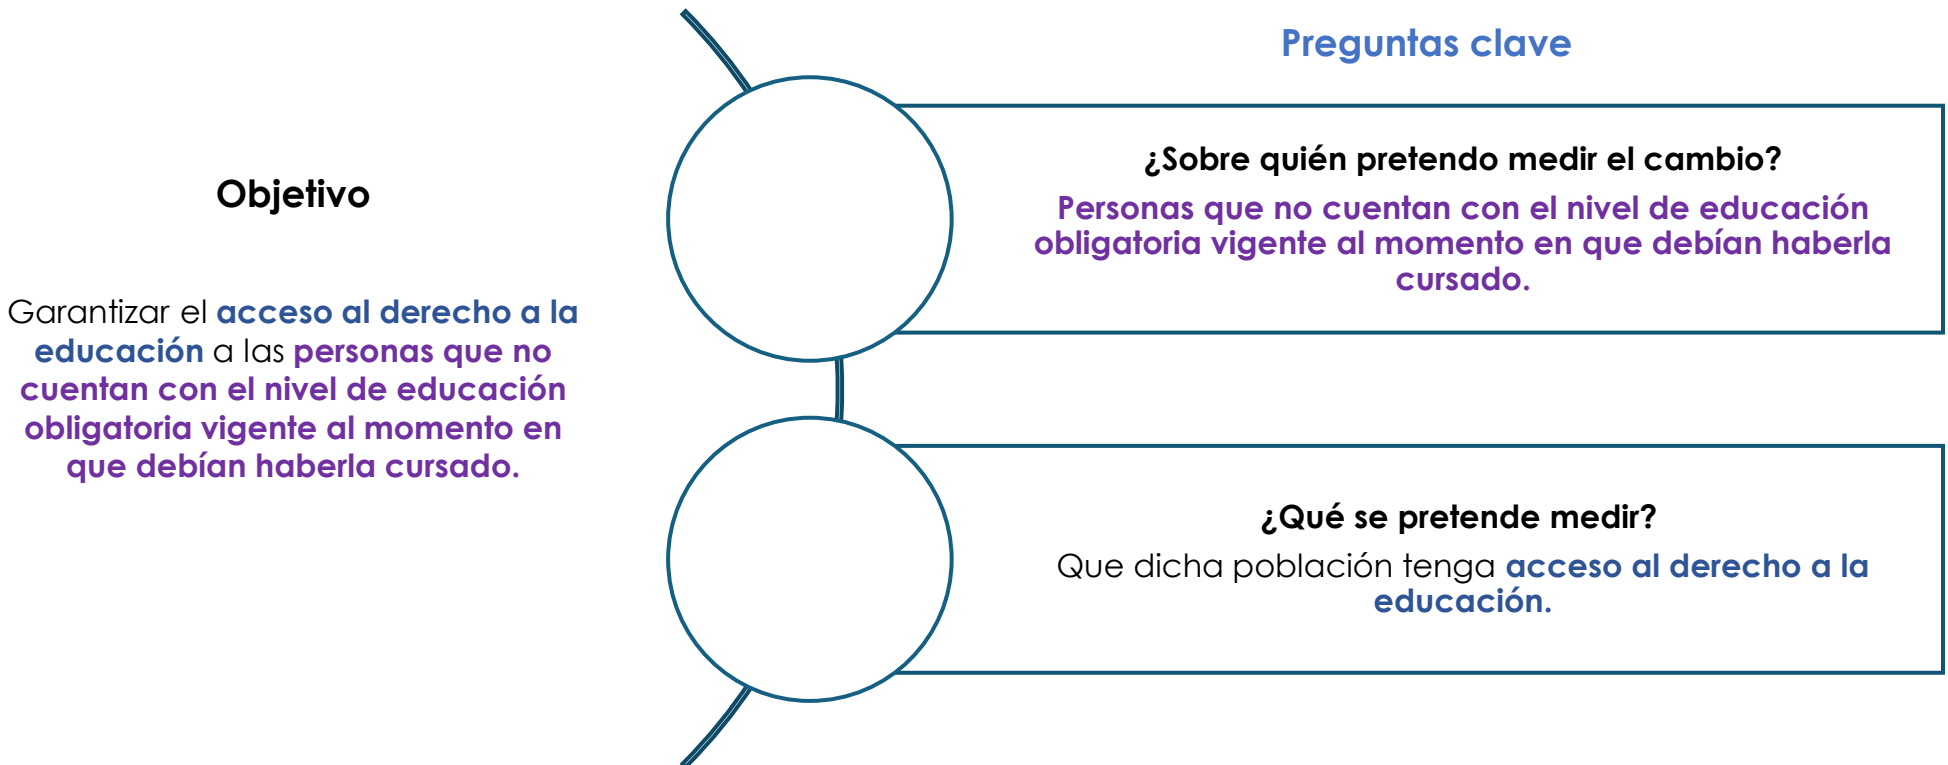 Objetivo
Garantizar el acceso al derecho a la
educación a las personas que no
cuentan con el nivel de educación
obligatoria vigente al momento en
que debían haberla cursado.
Preguntas clave
¿Sobre quién pretendo medir el cambio?
Personas que no cuentan con el nivel de educación
obligatoria vigente al momento en que debían haberla
cursado.
¿Qué se pretende medir?
Que dicha población tenga acceso al derecho a la
educación.